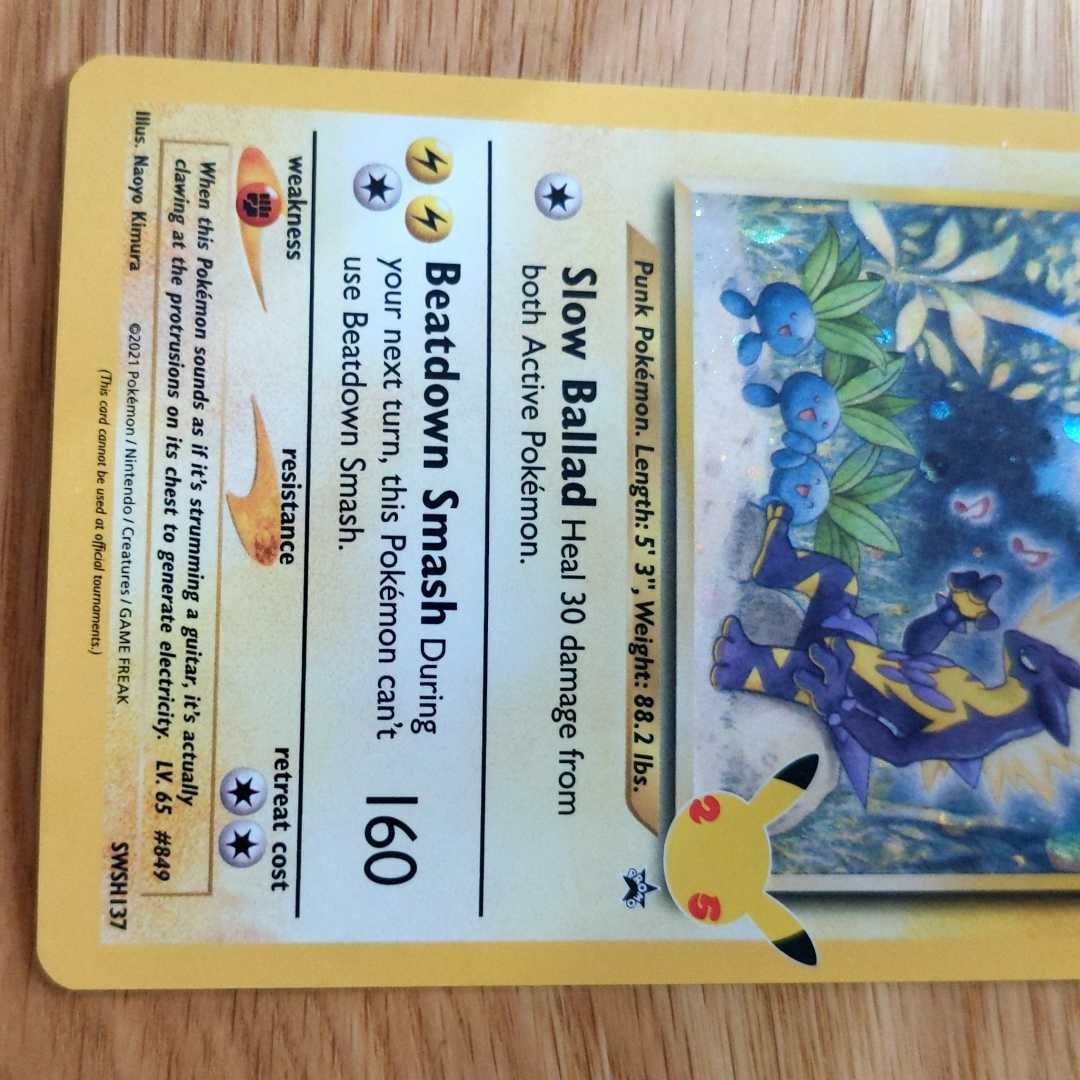 Punk Pokémon. Length: 5' 3", Weight: 88.2 lbs.
25
PROMO
Slow Ballad Heal 30 damage from
both Active Pokémon.
Beatdown Smash During
your next turn, this Pokémon can't
use Beatdown Smash.
160
weakness
resistance
retreat cost
When this Pokémon sounds as if it's strumming a guitar, it's actually
clawing at the protrusions on its chest to generate electricity. LV. 65 #849
Illus. Naoyo Kimura
©2021 Pokémon / Nintendo / Creatures / GAME FREAK
SWSH137
(This card cannot be used at official tournaments.)